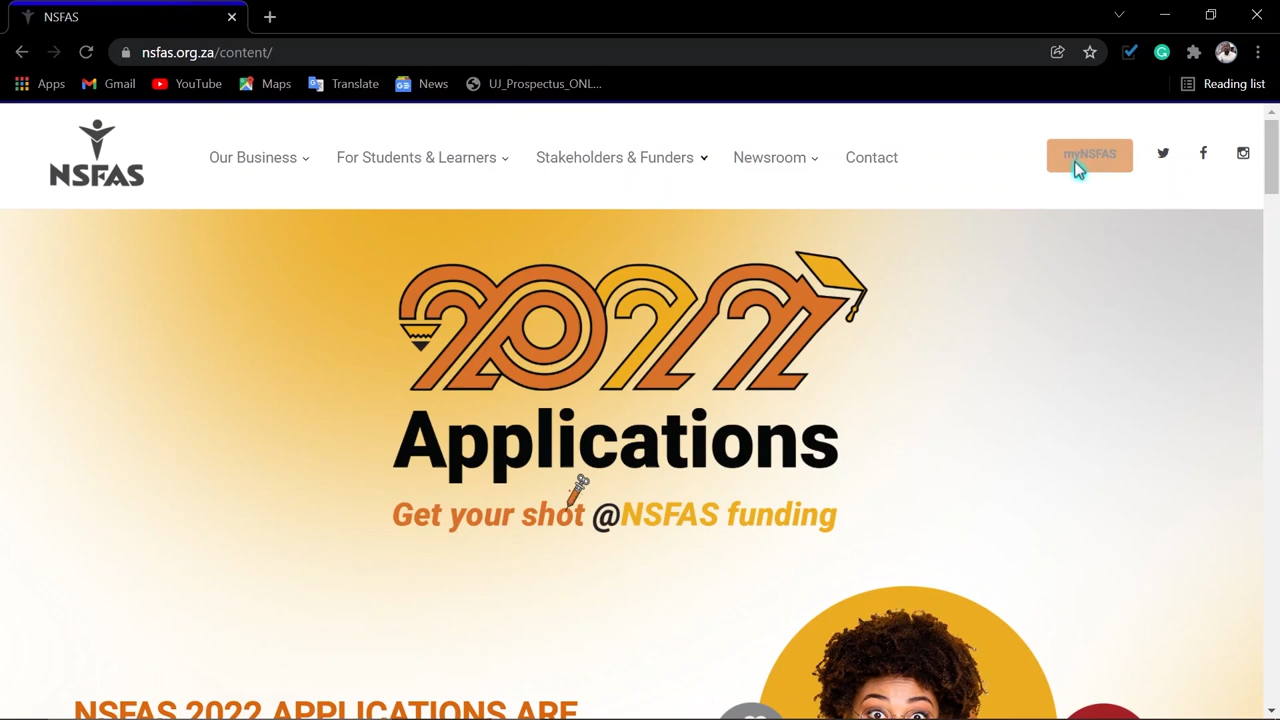 NSFAS
nsfas.org.za/content/
Apps Gmail YouTube Maps Translate News UJ_Prospectus_ONL... Reading list
NSFAS Our Business For Students & Learners Stakeholders & Funders Newsroom Contact myNSFAS
2022
Applications
Get your shot @NSFAS funding
NSFAS 2022 APPLICATIONS ARE